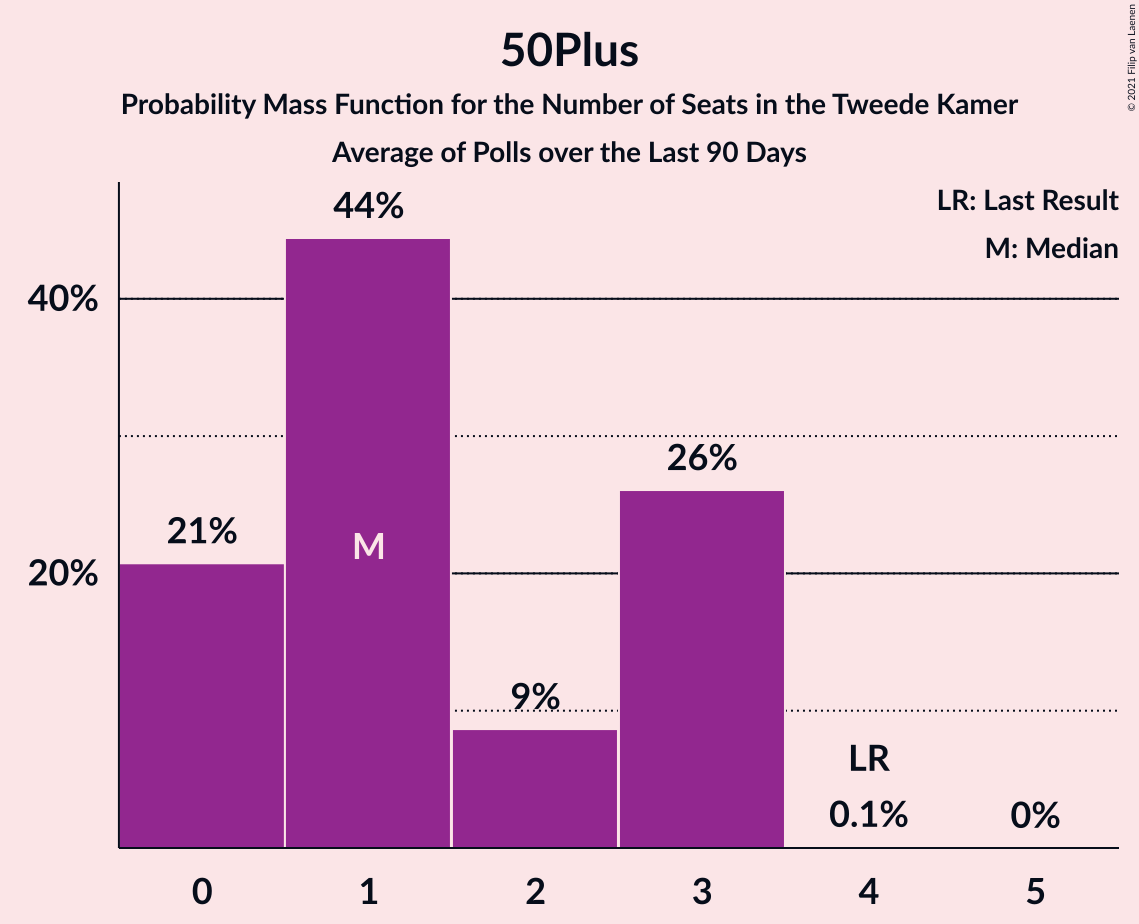 50Plus
Probability Mass Function for the Number of Seats in the Tweede Kamer
Average of Polls over the Last 90 Days
© 2021 Filip van Laenen
LR: Last Result
M: Median
44%
40%
26%
21%
M
20%
9%
LR
0.1%
0%
0 1 2 3 4 5